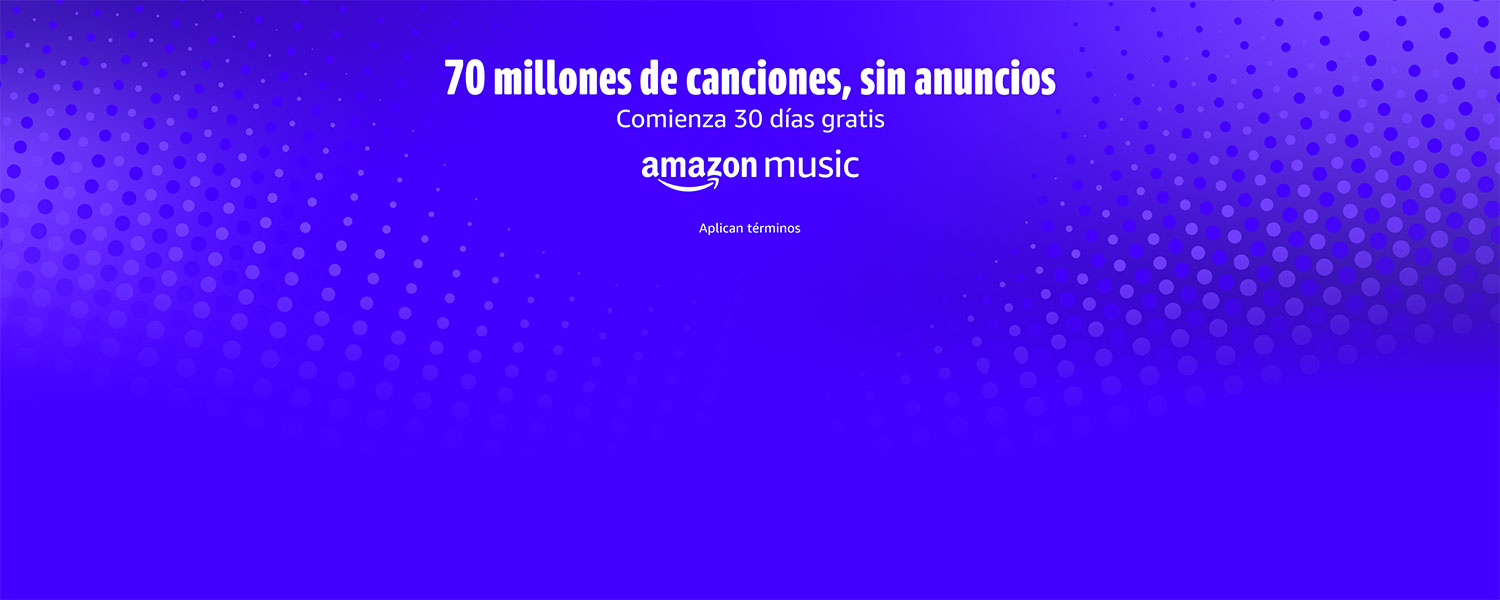 70 millones de canciones, sin anuncios
Comienza 30 días gratis
amazon music
Aplican términos